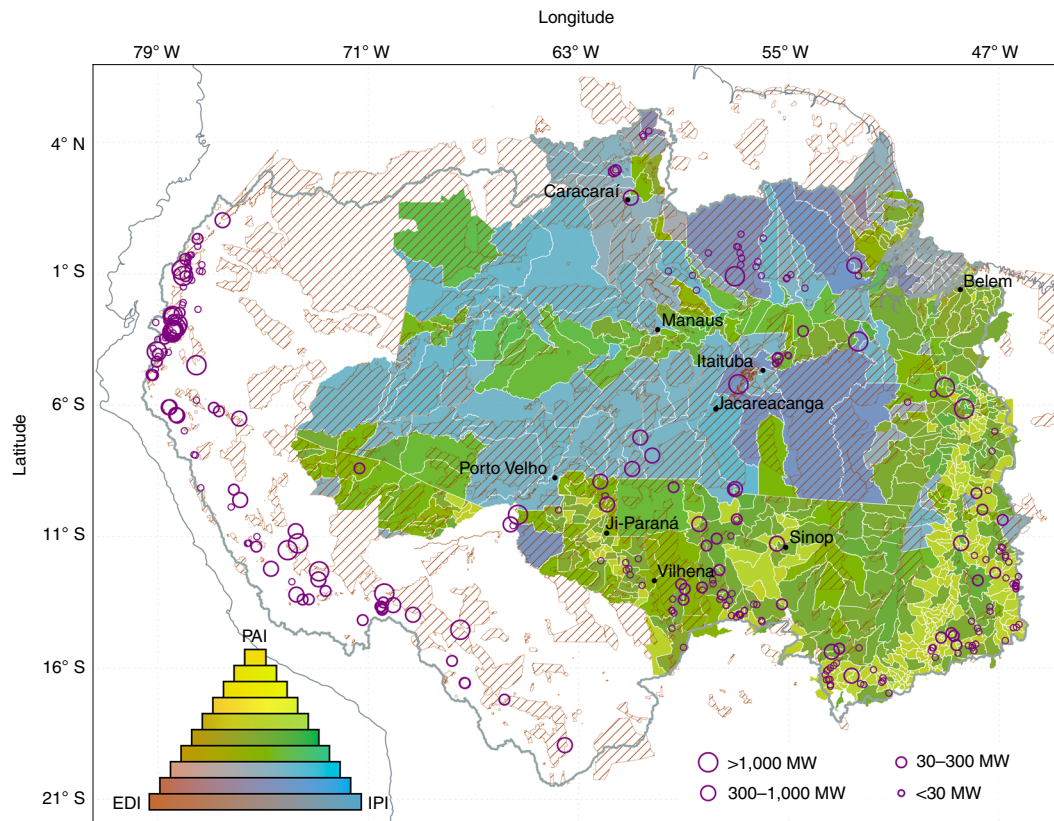 Longitude
79° W 71° W 63° W 55° W 47° W
4° N
Caracaraí
1° S
Belem
Manaus
Itaituba
6° S
Jacareacanga
Latitude
Porto Velho
11° S
Ji-Paraná
Sinop
Vilhena
PAI
16° S
>1,000 MW 30–300 MW
300–1,000 MW <30 MW
21° S
EDI IPI